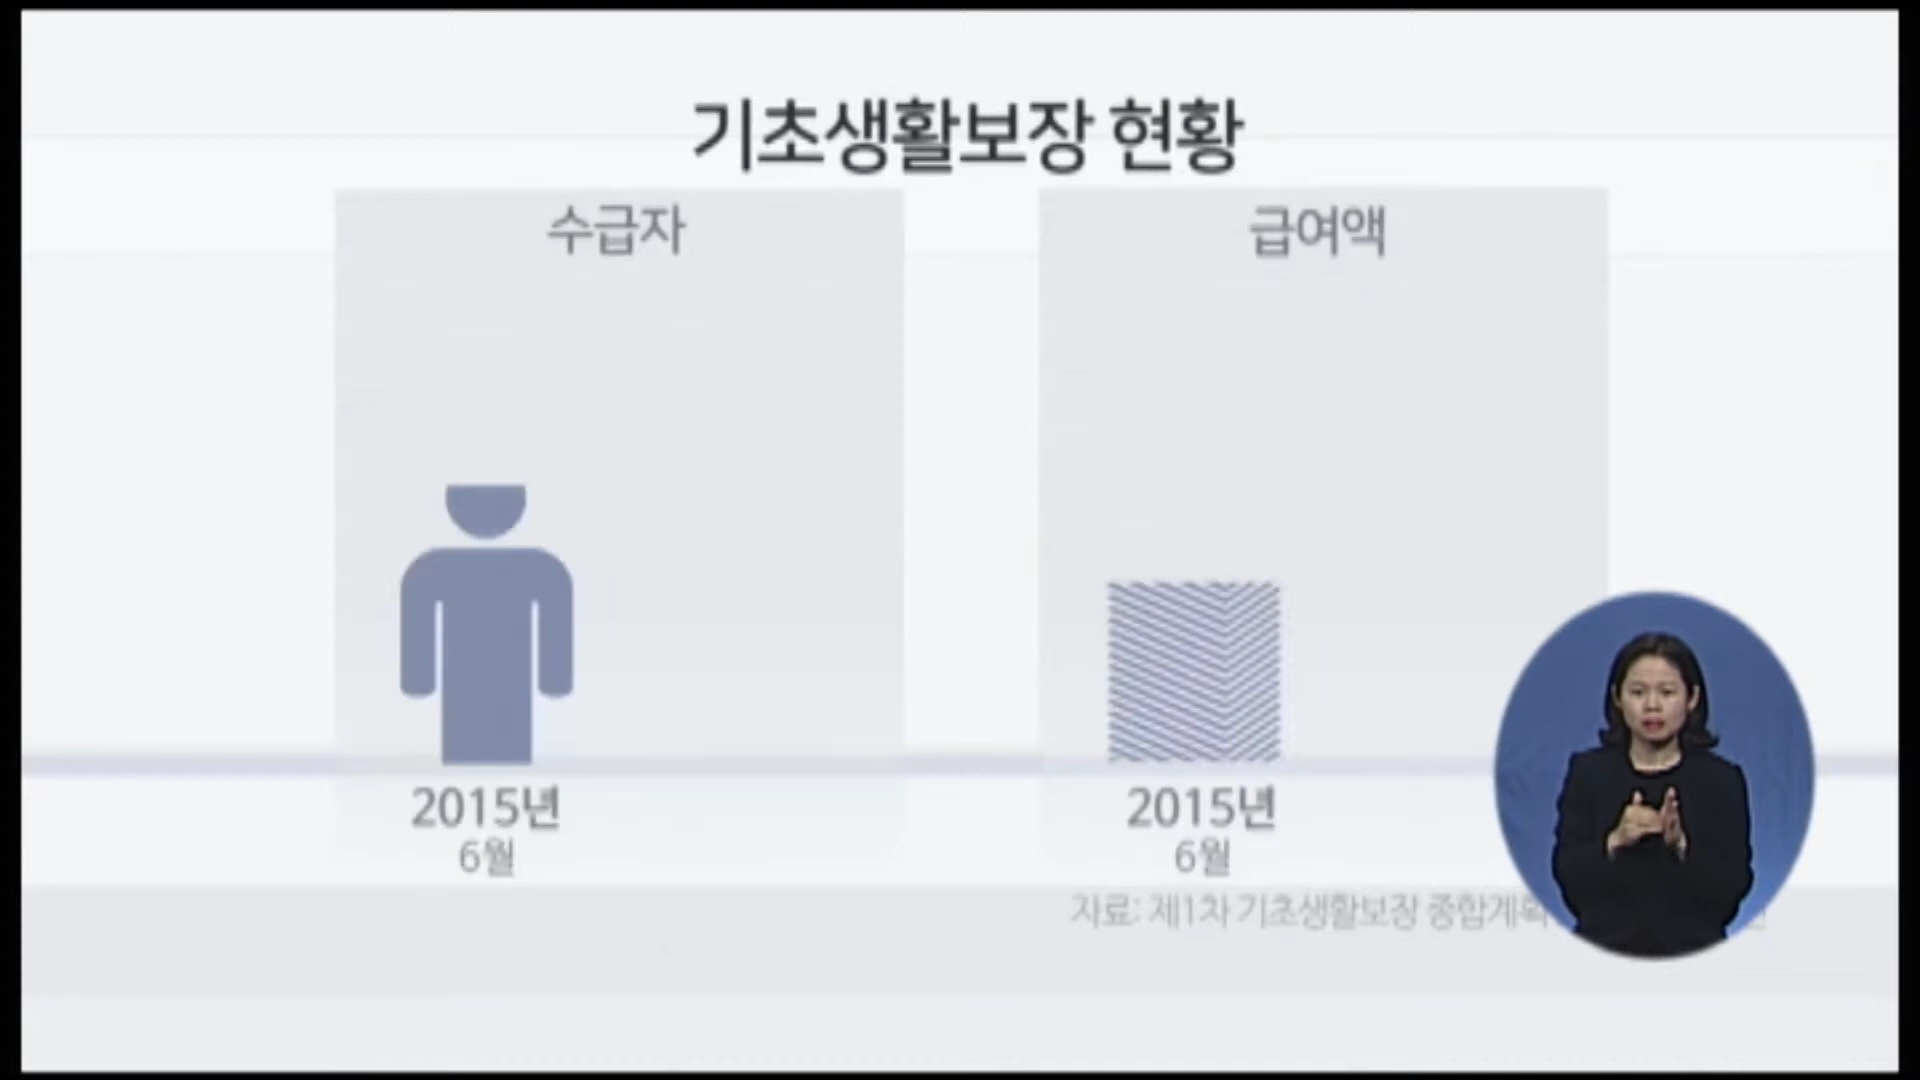 기초생활보장 현황
수급자
급여액
2015년
6월
2015년
6월
자료: 제1차 기초생활보장 종합계획